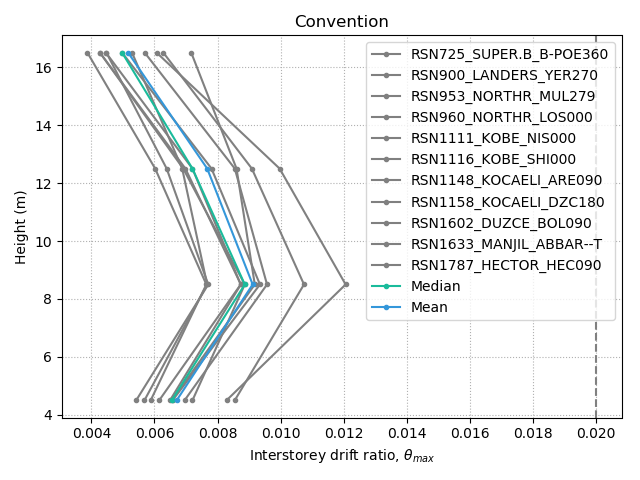 Convention
RSN725_SUPER.B_B-POE360
RSN900_LANDERS_YER270
RSN953_NORTHR_MUL279
RSN960_NORTHR_LOS000
RSN1111_KOBE_NIS000
RSN1116_KOBE_SHI000
RSN1148_KOCAELI_ARE090
RSN1158_KOCAELI_DZC180
RSN1602_DUZCE_BOL090
RSN1633_MANJIL_ABBAR--T
RSN1787_HECTOR_HEC090
Median
Mean
Height (m)
16
14
12
10
8
6
4
0.004 0.006 0.008 0.010 0.012 0.014 0.016 0.018 0.020
Interstorey drift ratio, θmax